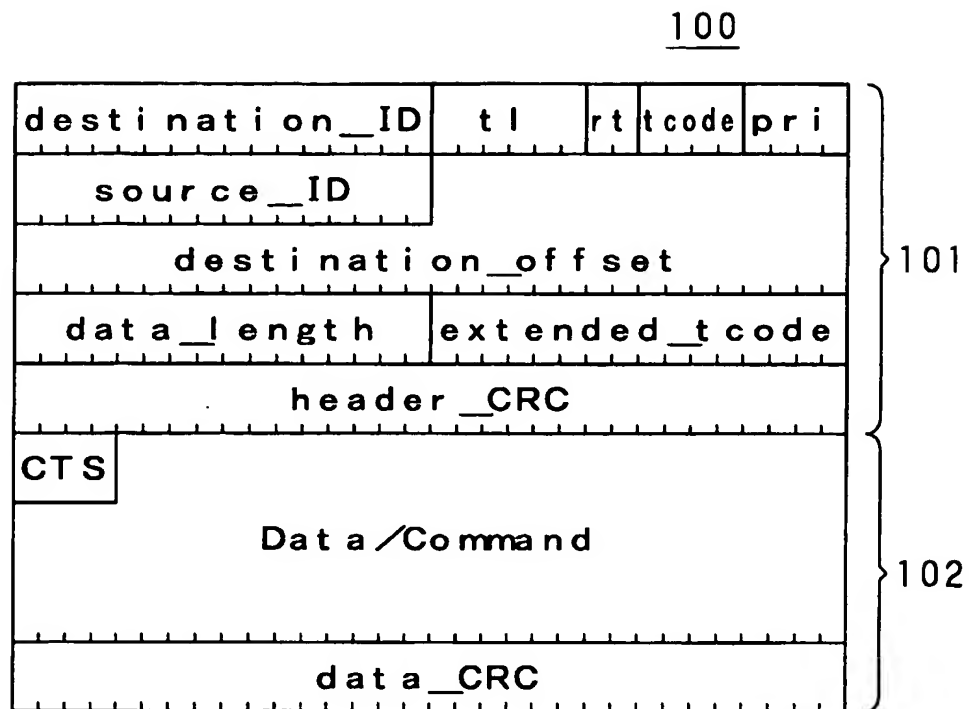 100
destination_ID tl rt tcode pri
source_ID
destination_offset
101
data_length extended_tcode
header_CRC
CTS
Data/Command
102
data_CRC